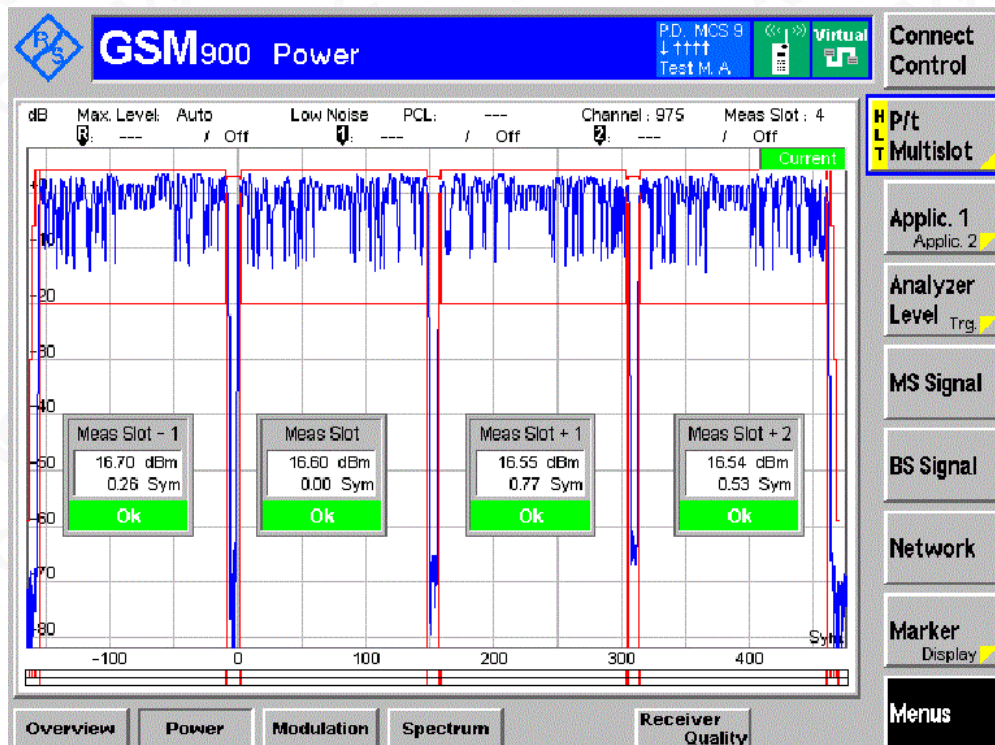 R S
GSM900 Power
P.D. MCS 9
↓ ↑↑↑↑
Test M. A.
Virtual
Connect
Control
dB Max. Level: Auto Low Noise PCL: --- Channel : 975 Meas Slot : 4
R: --- / Off 1: --- / Off 2: --- / Off
HLT
P/t
Multislot
Current
Applic. 1
Applic. 2
-10
Analyzer
Level Trg.
-20
-30
MS Signal
-40
Meas Slot - 1
16.70 dBm
0.26 Sym
Ok
Meas Slot
16.60 dBm
0.00 Sym
Ok
Meas Slot + 1
16.55 dBm
0.77 Sym
Ok
Meas Slot + 2
16.54 dBm
0.53 Sym
Ok
-50
BS Signal
-60
Network
-70
-80
Marker
Display
-100 0 100 200 300 400
Menus
Overview Power Modulation Spectrum Receiver
Quality